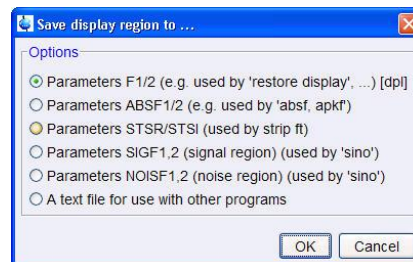 Save display region to ...
Options
Parameters F1/2 (e.g. used by 'restore display', ...) [dpl]
Parameters ABSF1/2 (e.g. used by 'absf, apkf')
Parameters STSR/STSI (used by strip ft)
Parameters SIGF1,2 (signal region) (used by 'sino')
Parameters NOISF1,2 (noise region) (used by 'sino')
A text file for use with other programs
OK Cancel